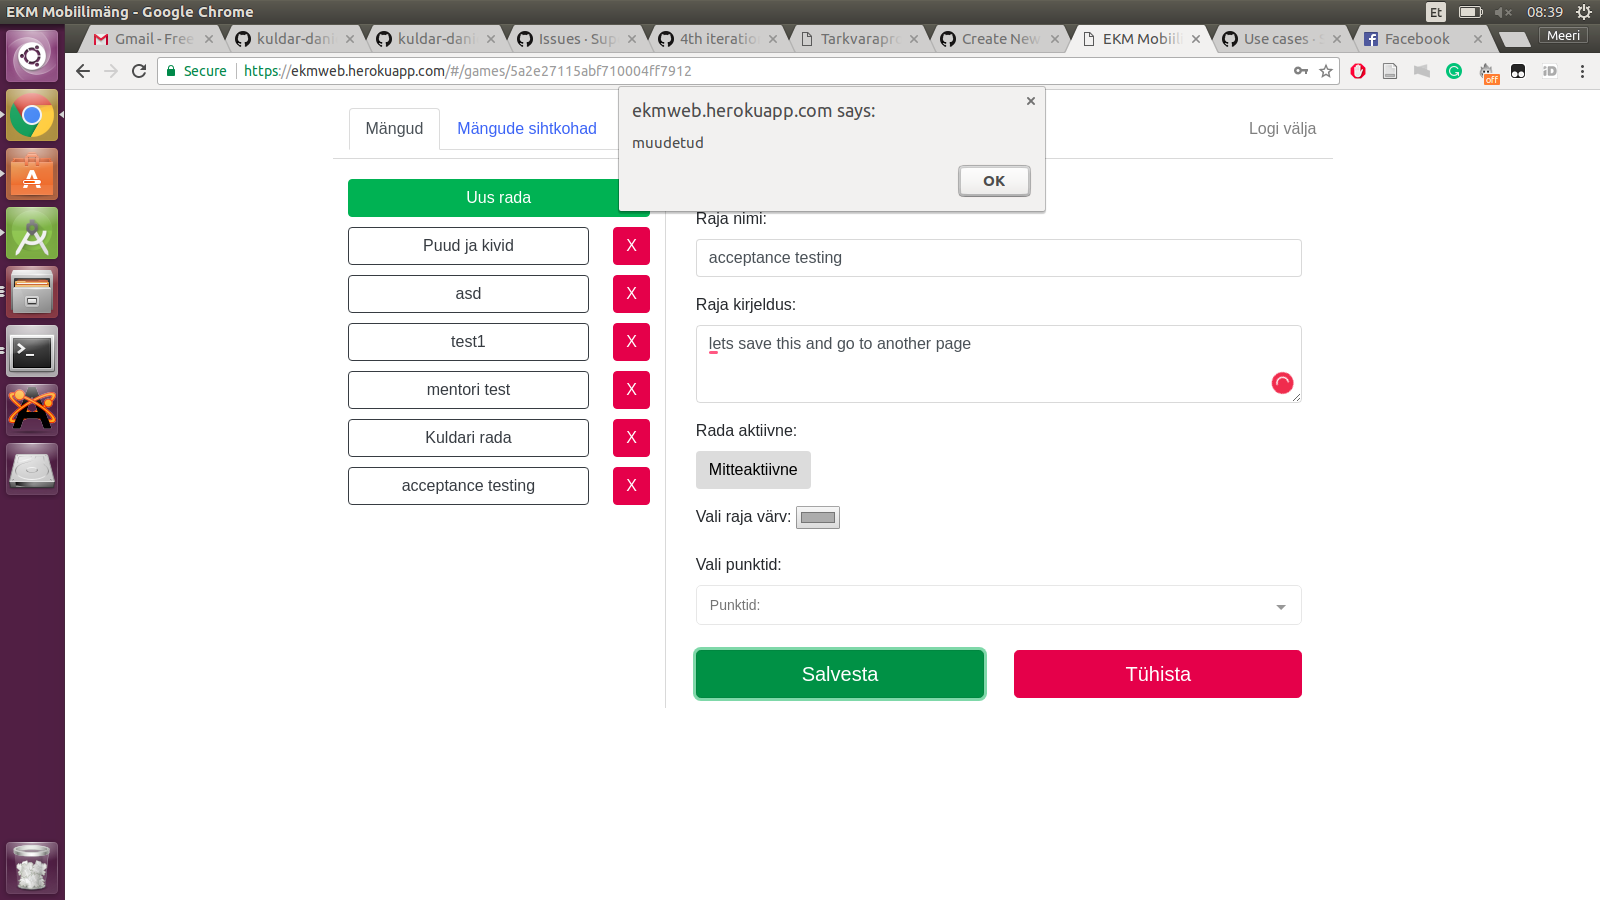 EKM Mobiilimäng - Google Chrome
Et
08:39
Gmail - Free
kuldar-dani
kuldar-dani
Issues · Sup
4th iteratio
Tarkvarapro
Create New
EKM Mobiil
Use cases · S
Facebook
Meeri
Secure
https://ekmweb.herokuapp.com/#/games/5a2e27115abf710004ff7912
off
iD
ekmweb.herokuapp.com says:
muudetud
OK
Mängud
Mängude sihtkohad
Logi välja
Uus rada
Puud ja kivid
X
asd
X
test1
X
mentori test
X
Kuldari rada
X
acceptance testing
X
Raja nimi:
acceptance testing
Raja kirjeldus:
lets save this and go to another page
Rada aktiivne:
Mitteaktiivne
Vali raja värv:
Vali punktid:
Punktid:
Salvesta
Tühista